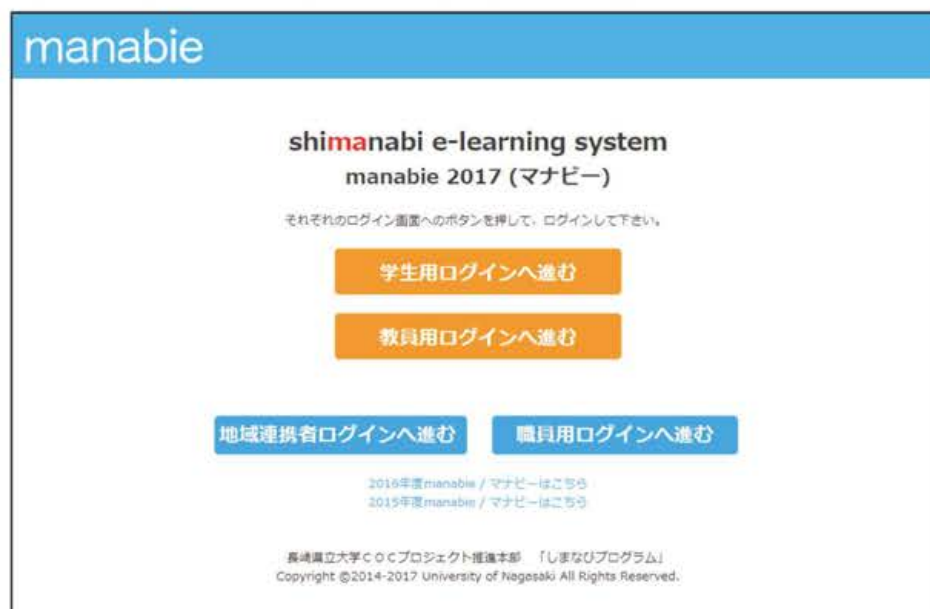 manabie
shimanabi e-learning system
manabie 2017 (マナビー)
それぞれのログイン画面へのボタンを押して、ログインして下さい。
学生用ログインへ進む
教員用ログインへ進む
地域連携者ログインへ進む 職員用ログインへ進む
2016年度manabie / マナビーはこちら
2015年度manabie / マナビーはこちら
長崎県立大学COCプロジェクト推進本部 「しまなびプログラム」
Copyright ©2014-2017 University of Nagasaki All Rights Reserved.